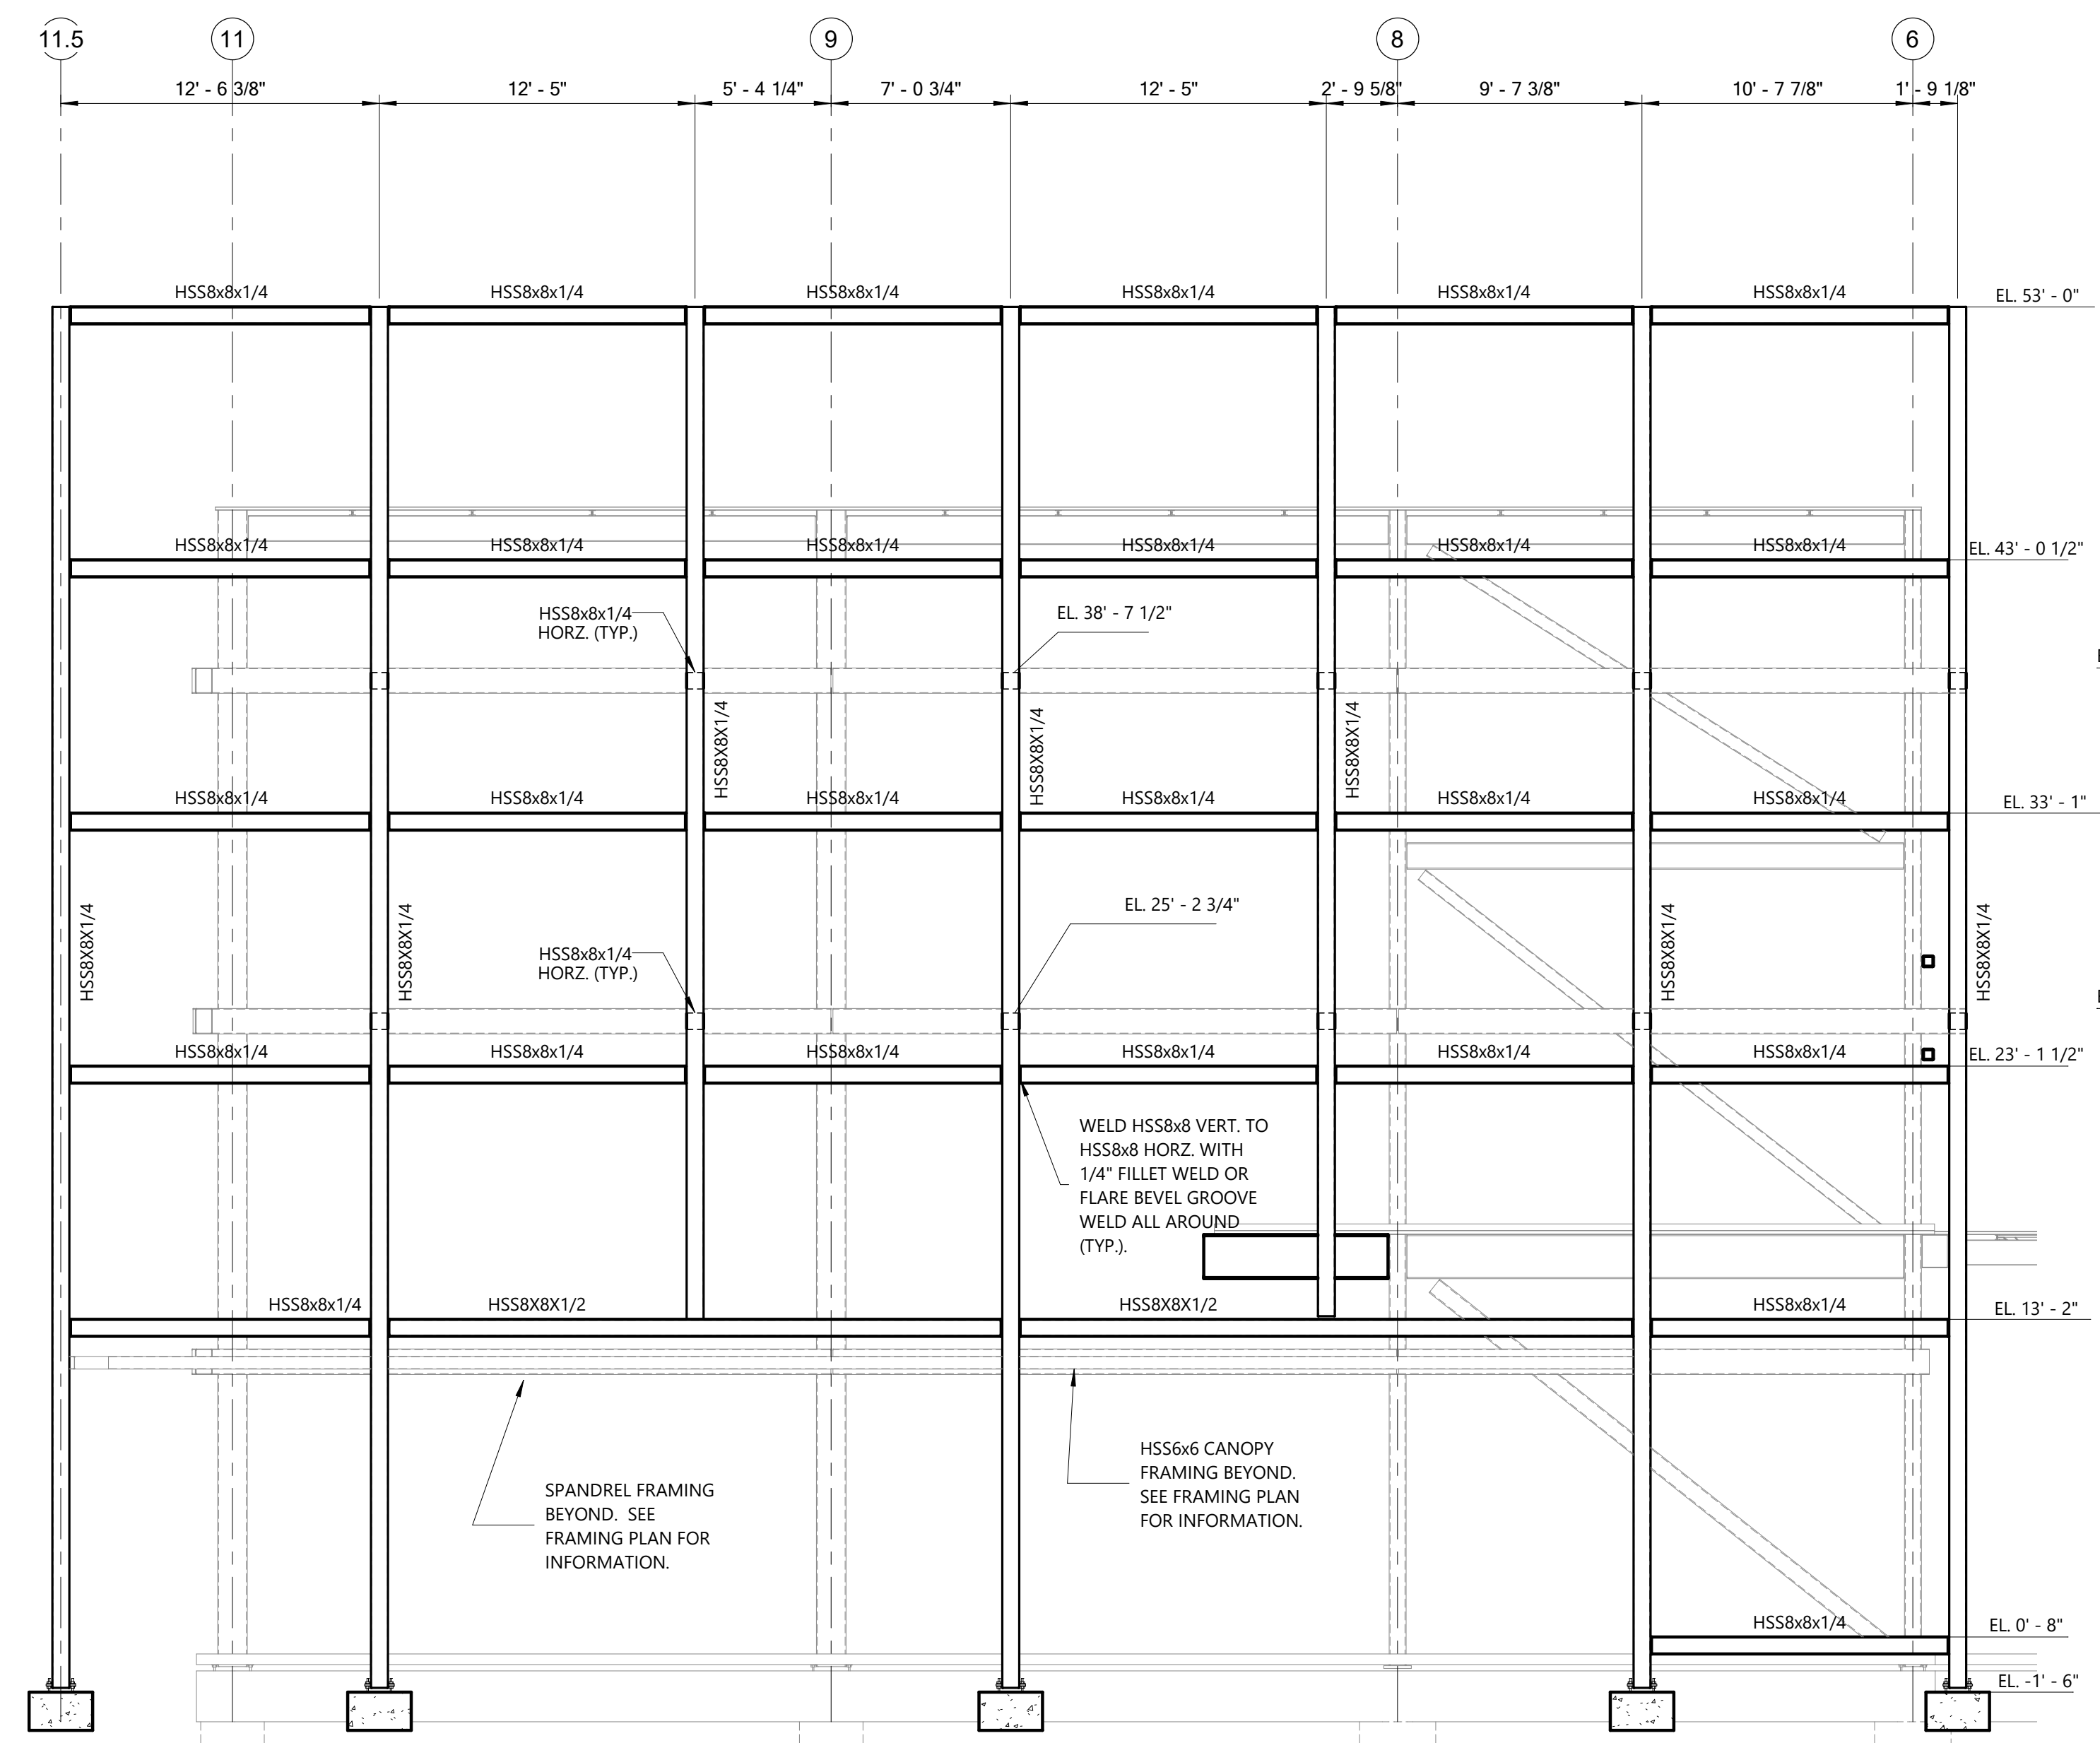 11.5
11
9
8
6
12' - 6 3/8"
12' - 5"
5' - 4 1/4"
7' - 0 3/4"
12' - 5"
2' - 9 5/8"
9' - 7 3/8"
10' - 7 7/8"
1' - 9 1/8"
HSS8x8x1/4
HSS8x8x1/4
HSS8x8x1/4
HSS8x8x1/4
HSS8x8x1/4
HSS8x8x1/4
EL. 53' - 0"
HSS8x8x1/4
HSS8x8x1/4
HSS8x8x1/4
HSS8x8x1/4
HSS8x8x1/4
HSS8x8x1/4
EL. 43' - 0 1/2"
HSS8x8x1/4
HORZ. (TYP.)
EL. 38' - 7 1/2"
HSS8X8X1/4
HSS8X8X1/4
HSS8X8X1/4
HSS8x8x1/4
HSS8x8x1/4
HSS8x8x1/4
HSS8x8x1/4
HSS8x8x1/4
HSS8x8x1/4
EL. 33' - 1"
HSS8X8X1/4
HSS8X8X1/4
HSS8x8x1/4
HORZ. (TYP.)
EL. 25' - 2 3/4"
HSS8X8X1/4
HSS8X8X1/4
HSS8x8x1/4
HSS8x8x1/4
HSS8x8x1/4
HSS8x8x1/4
HSS8x8x1/4
HSS8x8x1/4
EL. 23' - 1 1/2"
WELD HSS8x8 VERT. TO
HSS8x8 HORZ. WITH
1/4" FILLET WELD OR
FLARE BEVEL GROOVE
WELD ALL AROUND
(TYP.).
HSS8x8x1/4
HSS8X8X1/2
HSS8X8X1/2
HSS8x8x1/4
EL. 13' - 2"
SPANDREL FRAMING
BEYOND. SEE
FRAMING PLAN FOR
INFORMATION.
HSS6x6 CANOPY
FRAMING BEYOND.
SEE FRAMING PLAN
FOR INFORMATION.
HSS8x8x1/4
EL. 0' - 8"
EL. -1' - 6"